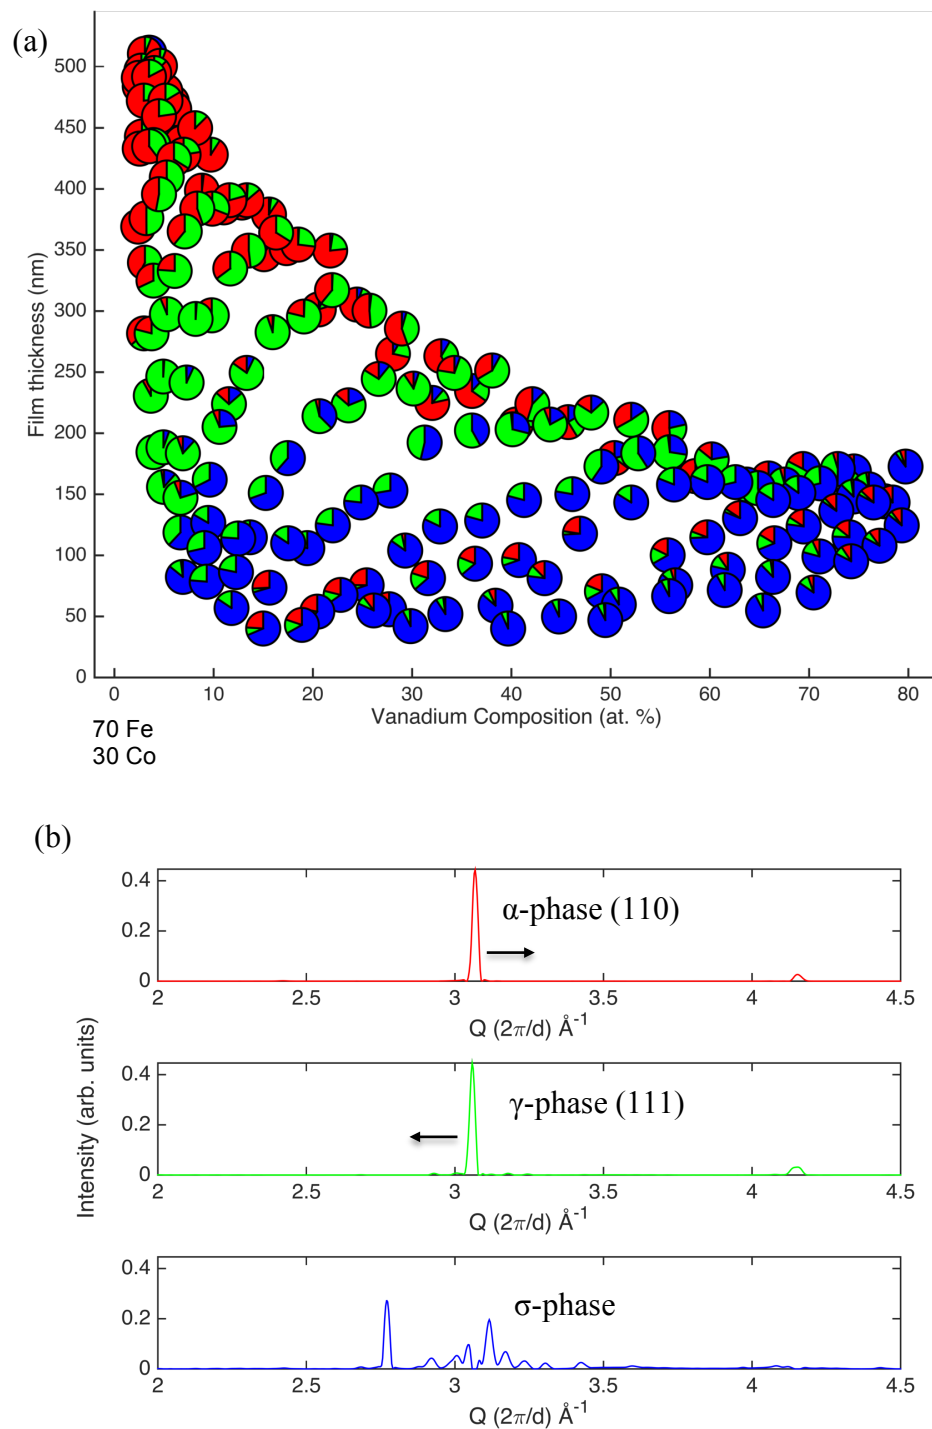 (a)
Film thickness (nm)
500
450
400
350
300
250
200
150
100
50
0
0 10 20 30 40 50 60 70 80
Vanadium Composition (at. %)
70 Fe
30 Co
(b)
Intensity (arb. units)
0.4
0.2
0
α-phase (110)
2 2.5 3 3.5 4 4.5
Q (2π/d) Å⁻¹
0.4
0.2
0
γ-phase (111)
2 2.5 3 3.5 4 4.5
Q (2π/d) Å⁻¹
0.4
0.2
0
σ-phase
2 2.5 3 3.5 4 4.5
Q (2π/d) Å⁻¹